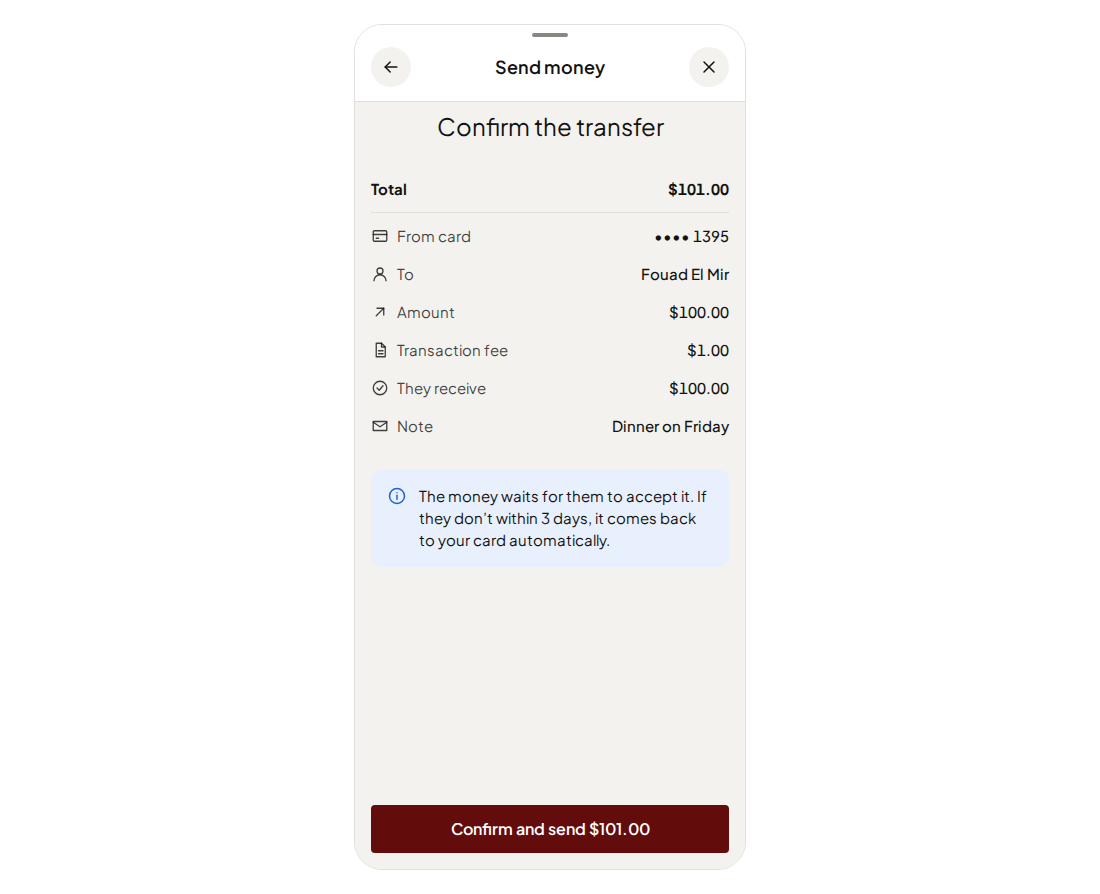 Send money
Confirm the transfer
Total $101.00
From card •••• 1395
To Fouad El Mir
Amount $100.00
Transaction fee $1.00
They receive $100.00
Note Dinner on Friday
The money waits for them to accept it. If
they don't within 3 days, it comes back
to your card automatically.
Confirm and send $101.00